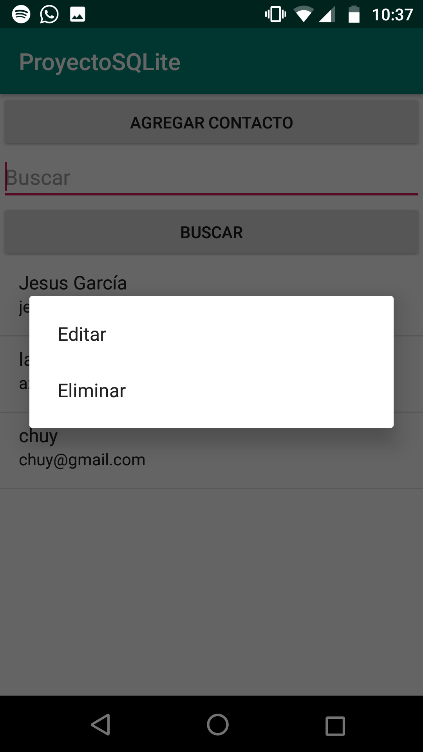 10:37
ProyectoSQLite
AGREGAR CONTACTO
Buscar
BUSCAR
Jesus García
Editar
Eliminar
chuy
chuy@gmail.com